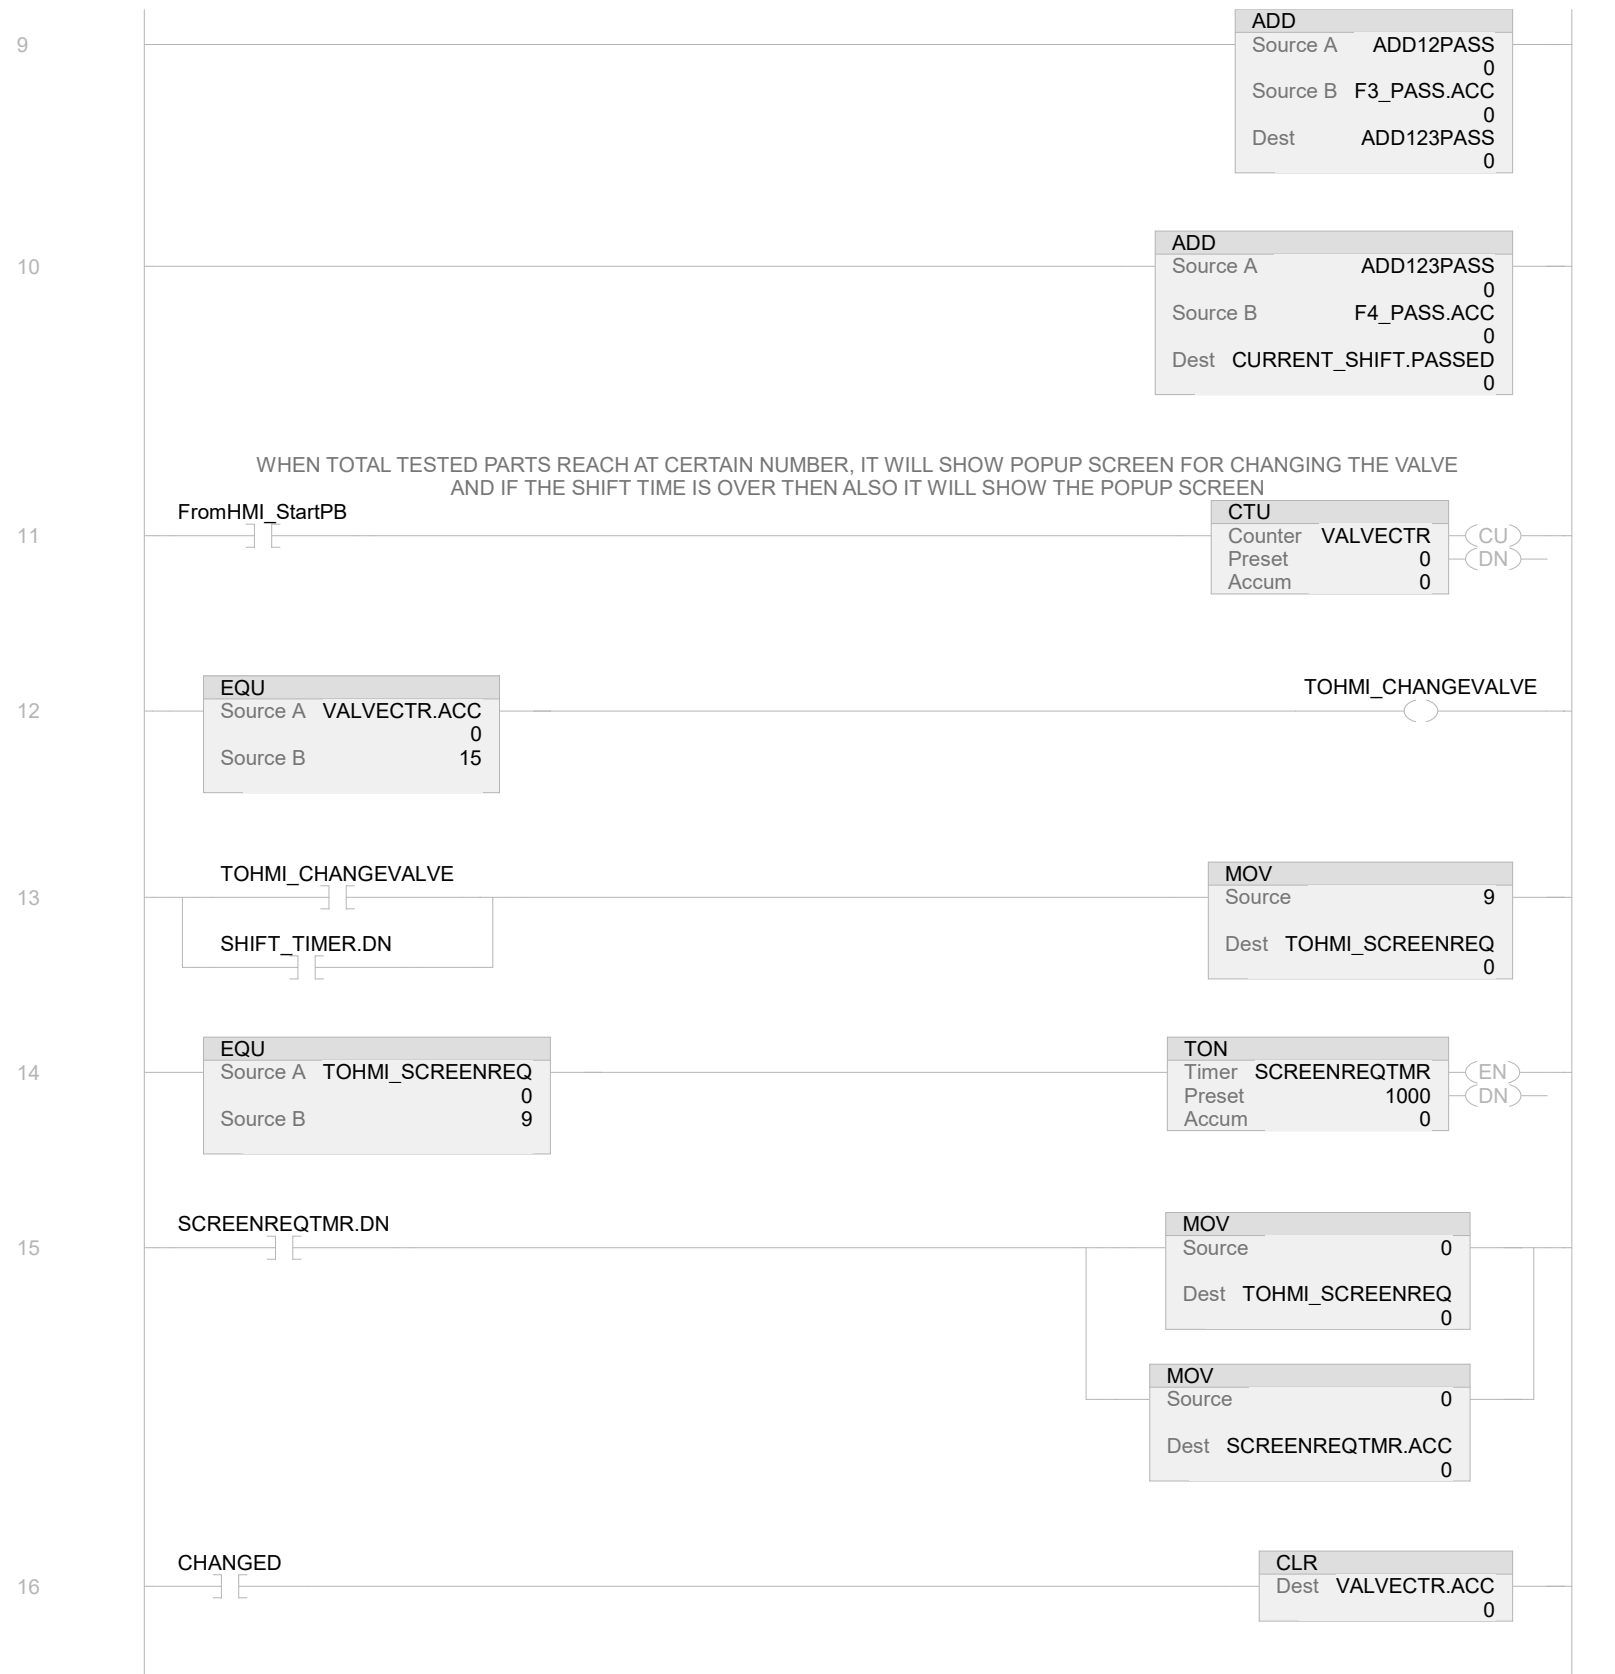 ADD
9
Source A ADD12PASS
0
Source B F3_PASS.ACC
0
Dest ADD123PASS
0
ADD
10
Source A ADD123PASS
0
Source B F4_PASS.ACC
0
Dest CURRENT_SHIFT.PASSED
0
WHEN TOTAL TESTED PARTS REACH AT CERTAIN NUMBER, IT WILL SHOW POPUP SCREEN FOR CHANGING THE VALVE
AND IF THE SHIFT TIME IS OVER THEN ALSO IT WILL SHOW THE POPUP SCREEN
FromHMI_StartPB
CTU
11
Counter VALVECTR CU
Preset 0 DN
Accum 0
EQU
TOHMI_CHANGEVALVE
12
Source A VALVECTR.ACC
0
Source B 15
TOHMI_CHANGEVALVE
MOV
13
Source 9
SHIFT_TIMER.DN
Dest TOHMI_SCREENREQ
0
EQU
TON
14
Source A TOHMI_SCREENREQ
0
Source B 9
Timer SCREENREQTMR EN
Preset 1000 DN
Accum 0
SCREENREQTMR.DN
MOV
15
Source 0
Dest TOHMI_SCREENREQ
0
MOV
Source 0
Dest SCREENREQTMR.ACC
0
CHANGED
CLR
16
Dest VALVECTR.ACC
0